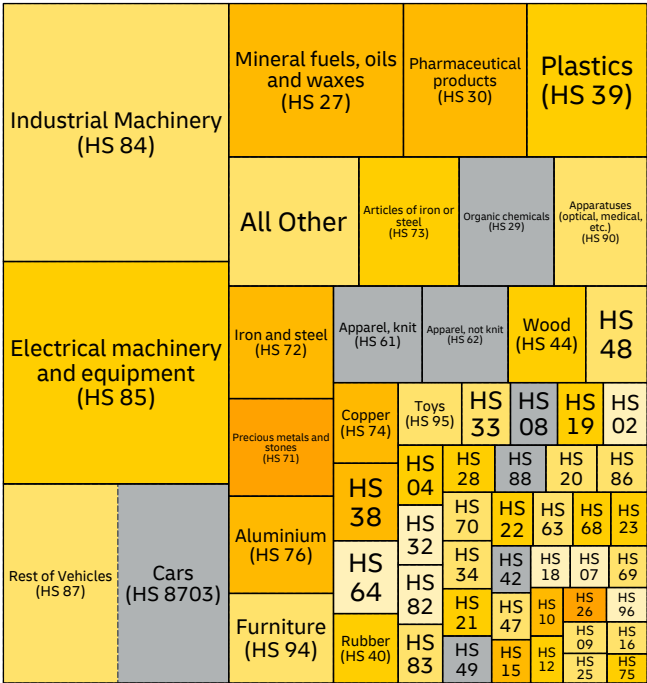 Industrial Machinery
(HS 84)
Mineral fuels, oils
and waxes
(HS 27)
Pharmaceutical
products
(HS 30)
Plastics
(HS 39)
All Other
Articles of iron or
steel
(HS 73)
Organic chemicals
(HS 29)
Apparatuses
(optical, medical,
etc.)
(HS 90)
Electrical machinery
and equipment
(HS 85)
Iron and steel
(HS 72)
Apparel, knit
(HS 61)
Apparel, not knit
(HS 62)
Wood
(HS 44)
HS
48
Precious metals and
stones
(HS 71)
Copper
(HS 74)
Toys
(HS 95)
HS
33
HS
08
HS
19
HS
02
HS
38
HS
04
HS
28
HS
88
HS
20
HS
86
Rest of Vehicles
(HS 87)
Cars
(HS 8703)
Aluminium
(HS 76)
HS
32
HS
70
HS
22
HS
63
HS
68
HS
23
HS
64
HS
82
HS
34
HS
42
HS
18
HS
07
HS
69
Furniture
(HS 94)
Rubber
(HS 40)
HS
83
HS
21
HS
47
HS
10
HS
26
HS
96
HS
49
HS
15
HS
12
HS
09
HS
16
HS
25
HS
75